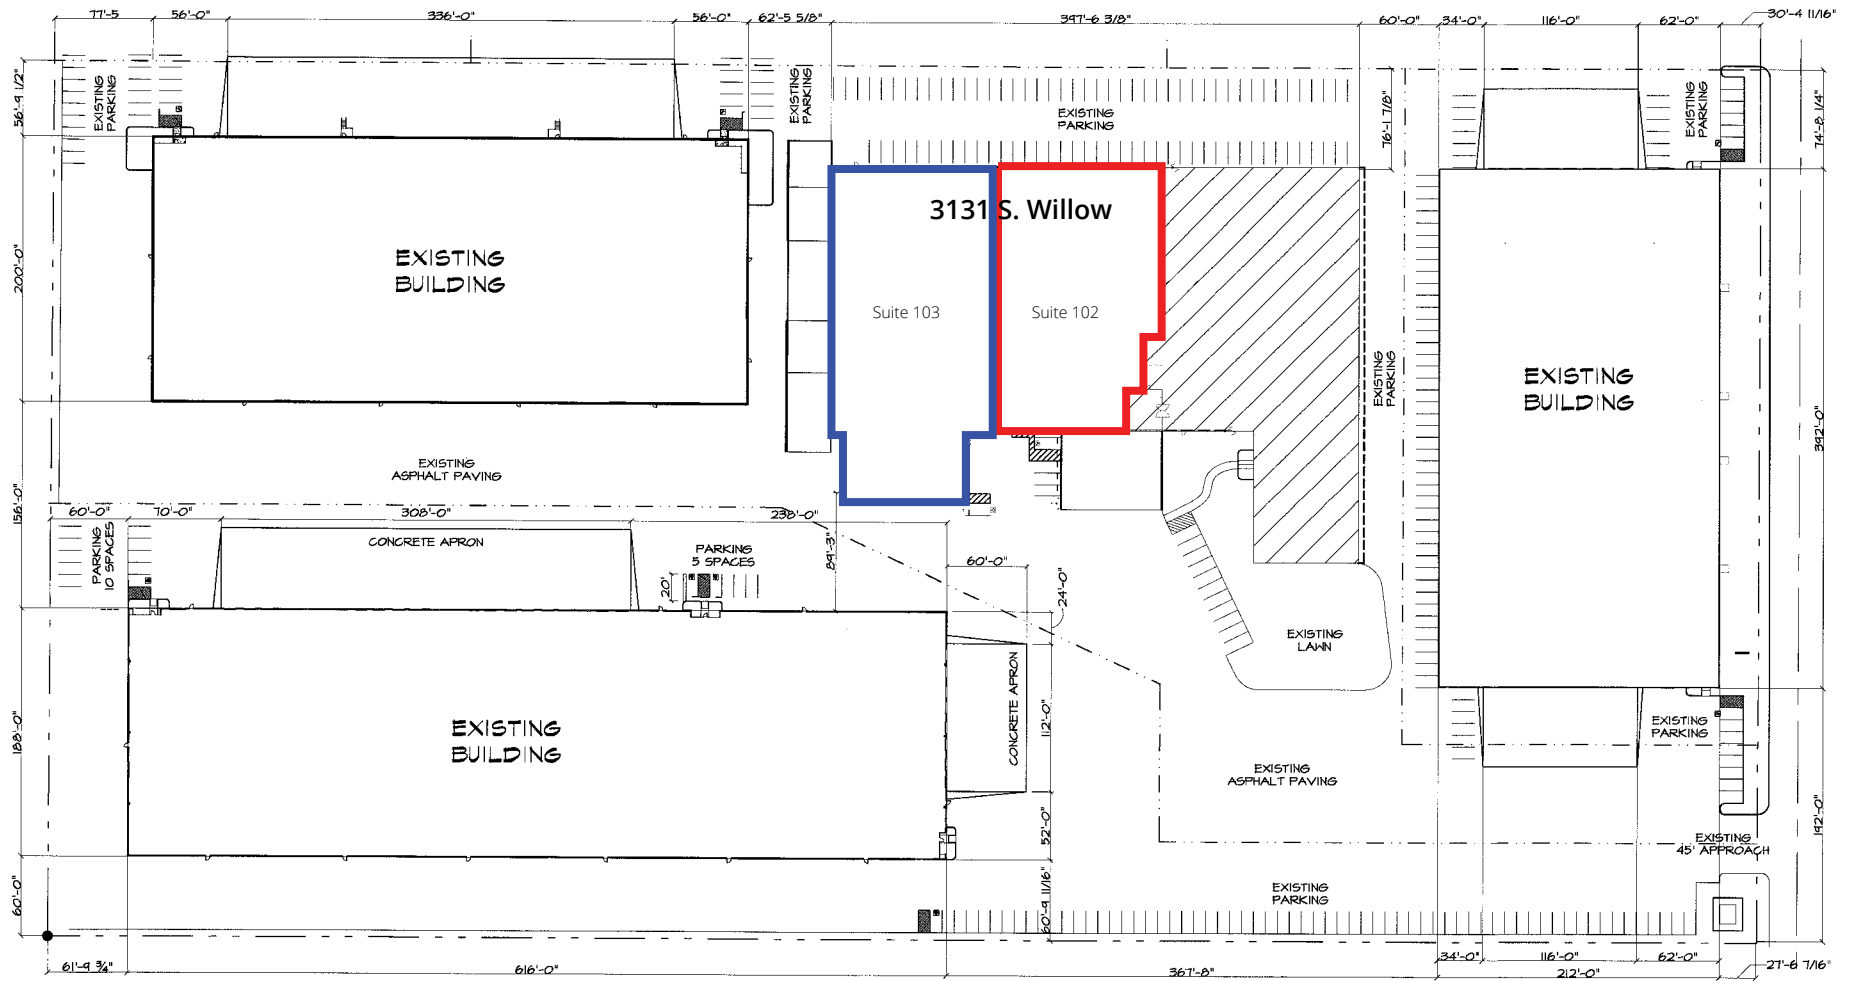 77'-5
56'-0"
336'-0"
56'-0"
62'-5 5/8"
397'-6 3/8"
60'-0"
34'-0"
116'-0"
62'-0"
30'-4 11/16"
56'-9 1/2"
EXISTING
PARKING
EXISTING
PARKING
EXISTING
PARKING
76'-1 7/8"
EXISTING
PARKING
74'-8 1/4"
3131 S. Willow
200'-0"
EXISTING
BUILDING
Suite 103
Suite 102
EXISTING
PARKING
EXISTING
BUILDING
392'-0"
EXISTING
ASPHALT PAVING
156'-0"
60'-0"
70'-0"
308'-0"
238'-0"
PARKING
10 SPACES
CONCRETE APRON
PARKING
5 SPACES
20'
89'-3"
60'-0"
24'-0"
EXISTING
LAWN
188'-0"
EXISTING
BUILDING
CONCRETE APRON
112'-0"
EXISTING
PARKING
EXISTING
ASPHALT PAVING
52'-0"
192'-0"
EXISTING
45' APPROACH
60'-0"
60'-9 11/16"
EXISTING
PARKING
61'-9 3/4"
616'-0"
367'-8"
34'-0"
116'-0"
62'-0"
212'-0"
27'-6 7/16"